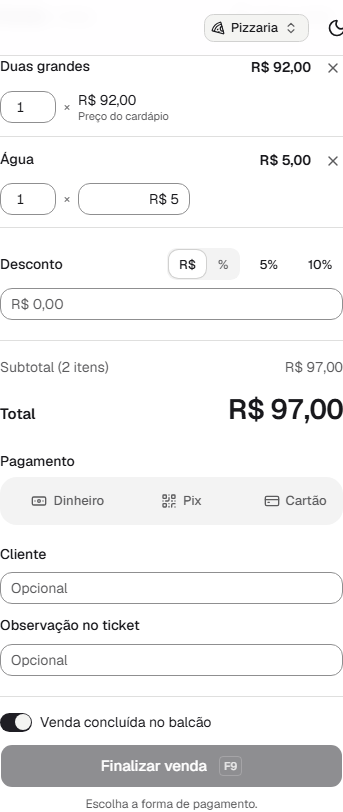 Pizzaria
Duas grandes R$ 92,00 ×
1 × R$ 92,00
Preço do cardápio
Água R$ 5,00 ×
1 × R$ 5
Desconto R$ % 5% 10%
R$ 0,00
Subtotal (2 itens) R$ 97,00
Total R$ 97,00
Pagamento
Dinheiro Pix Cartão
Cliente
Opcional
Observação no ticket
Opcional
Venda concluída no balcão
Finalizar venda F9
Escolha a forma de pagamento.